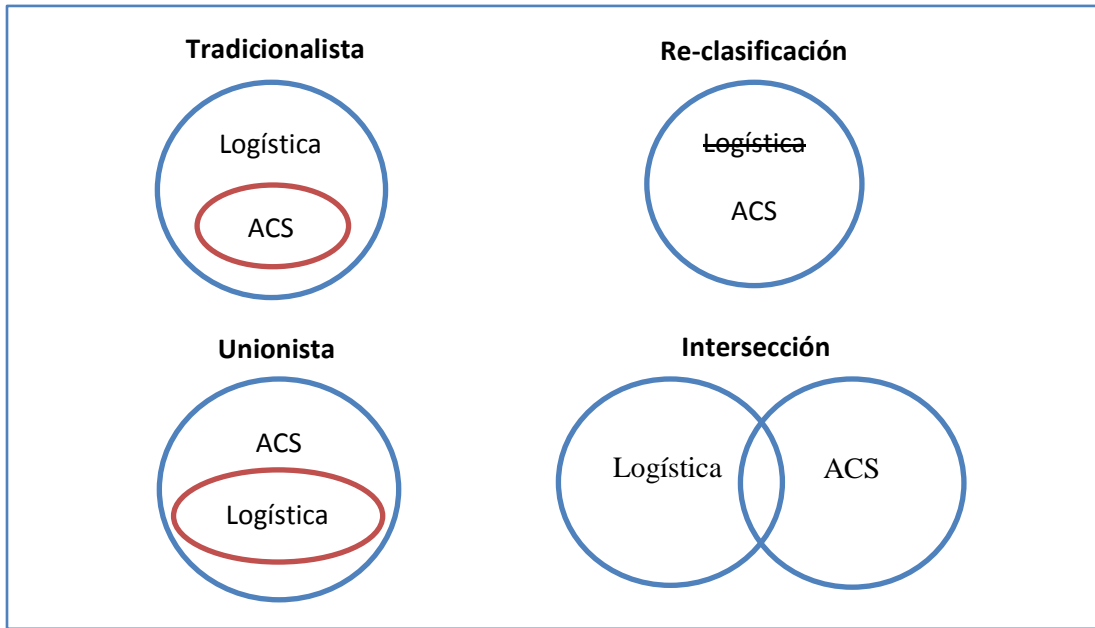 Tradicionalista
Logística
ACS
Re-clasificación
Logística
ACS
Unionista
ACS
Logística
Intersección
Logística
ACS